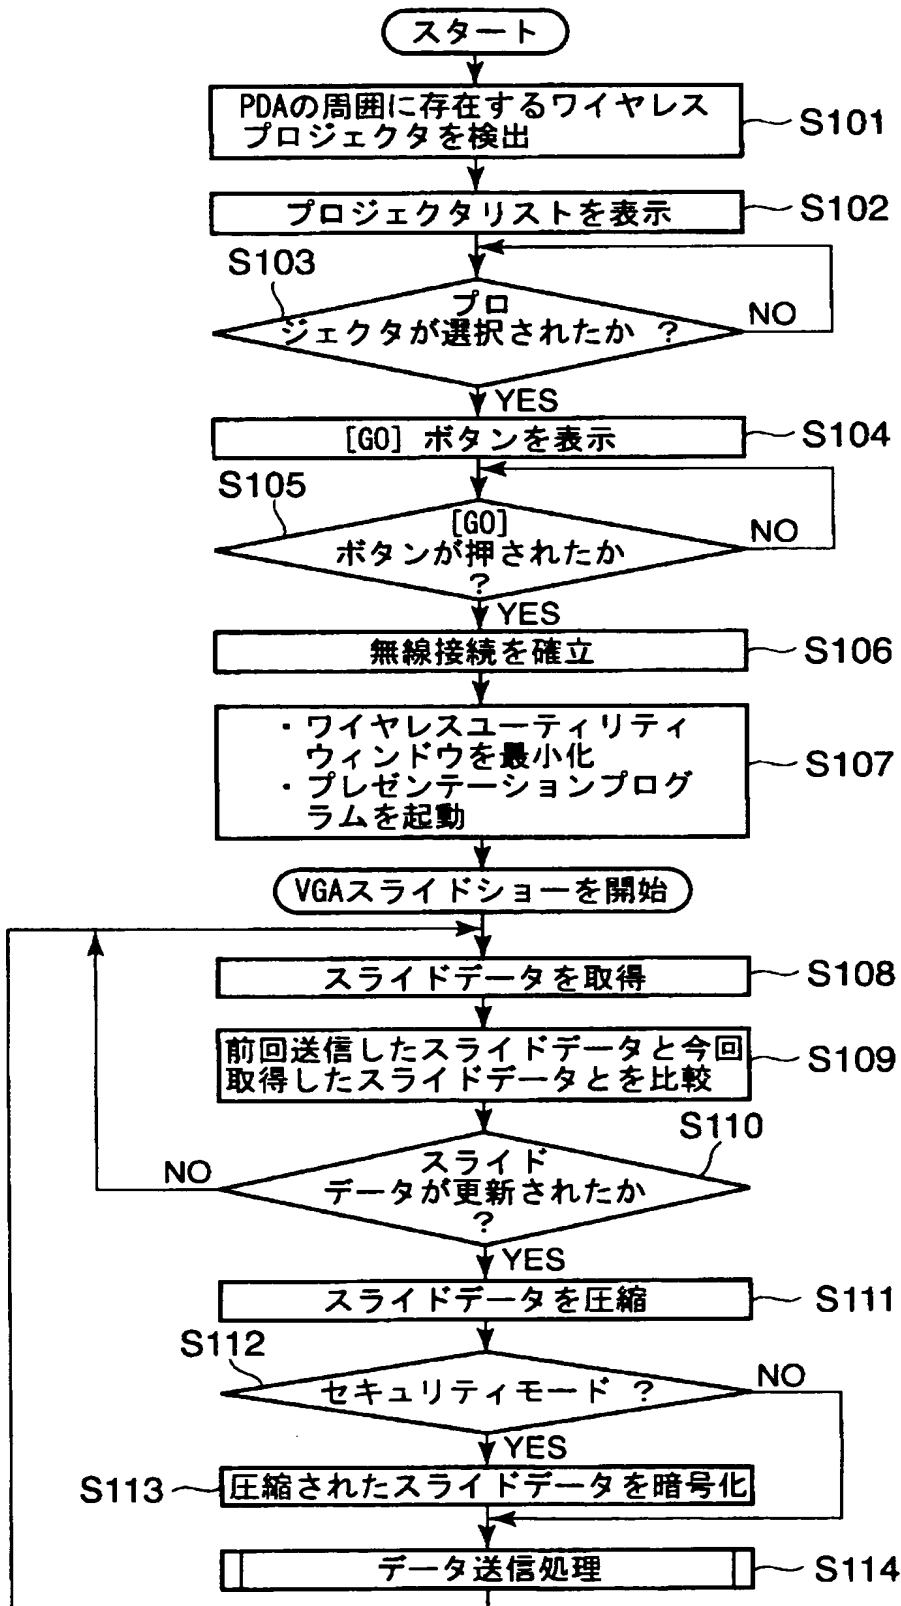 スタート
PDAの周囲に存在するワイヤレス
プロジェクタを検出
S101
プロジェクタリストを表示
S102
S103
プロ
ジェクタが選択されたか ?
NO
YES
[GO] ボタンを表示
S104
S105
[GO]
ボタンが押されたか
?
NO
YES
無線接続を確立
S106
・ワイヤレスユーティリティ
ウィンドウを最小化
・プレゼンテーションプログ
ラムを起動
S107
VGAスライドショーを開始
スライドデータを取得
S108
前回送信したスライドデータと今回
取得したスライドデータとを比較
S109
S110
スライド
データが更新されたか
?
NO
YES
スライドデータを圧縮
S111
S112
セキュリティモード ?
NO
YES
S113
圧縮されたスライドデータを暗号化
データ送信処理
S114